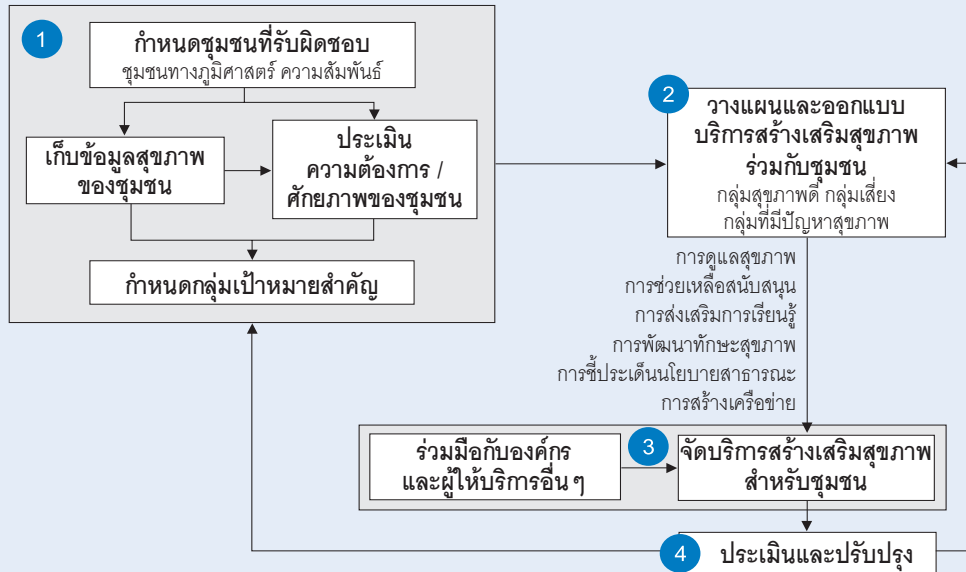 1
กำหนดชุมชนที่รับผิดชอบ
ชุมชนทางภูมิศาสตร์ ความสัมพันธ์
เก็บข้อมูลสุขภาพ
ของชุมชน
ประเมิน
ความต้องการ /
ศักยภาพของชุมชน
กำหนดกลุ่มเป้าหมายสำคัญ
2
วางแผนและออกแบบ
บริการสร้างเสริมสุขภาพ
ร่วมกับชุมชน
กลุ่มสุขภาพดี กลุ่มเสี่ยง
กลุ่มที่มีปัญหาสุขภาพ
การดูแลสุขภาพ
การช่วยเหลือสนับสนุน
การส่งเสริมการเรียนรู้
การพัฒนาทักษะสุขภาพ
การชี้ประเด็นนโยบายสาธารณะ
การสร้างเครือข่าย
ร่วมมือกับองค์กร
และผู้ให้บริการอื่นๆ
3
จัดบริการสร้างเสริมสุขภาพ
สำหรับชุมชน
4
ประเมินและปรับปรุง